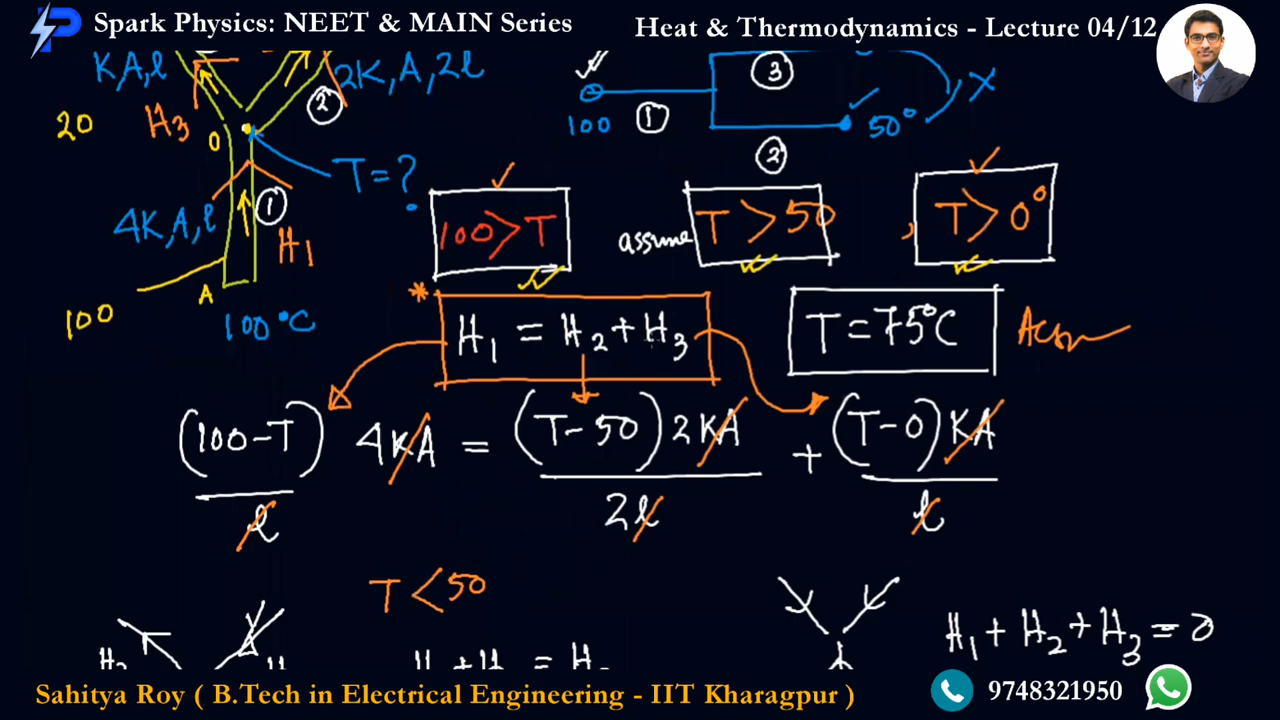 Spark Physics: NEET & MAIN Series
Heat & Thermodynamics - Lecture 04/12
KA,l
2K, A, 2l
③
20
H3
②
O
100
①
50°
X
②
T=?
4K,A,l
①
H1
100>T
assume
T>50
, T>0°
100
A
100°C
* H1 = H2+H3
T=75°C
(100-T) 4KA = (T-50)2KA + (T-0)KA
l 2l l
T<50
H1+ H2+ H3 = 0
Sahitya Roy ( B.Tech in Electrical Engineering - IIT Kharagpur )
9748321950